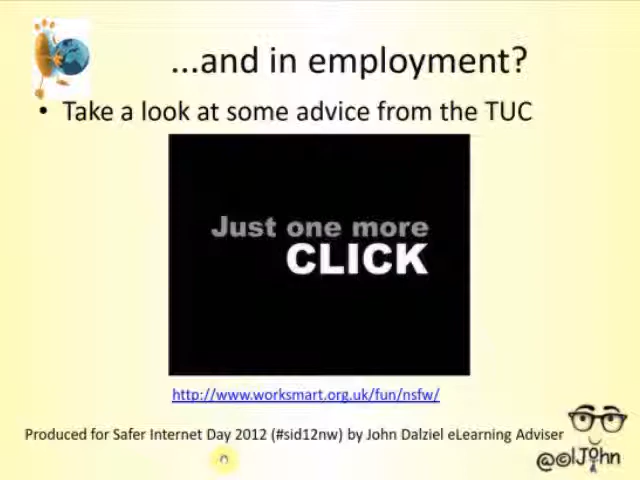 ...and in employment?
• Take a look at some advice from the TUC
Just one more
CLICK
http://www.worksmart.org.uk/fun/nsfw/
Produced for Safer Internet Day 2012 (#sid12nw) by John Dalziel eLearning Adviser
@elJohn